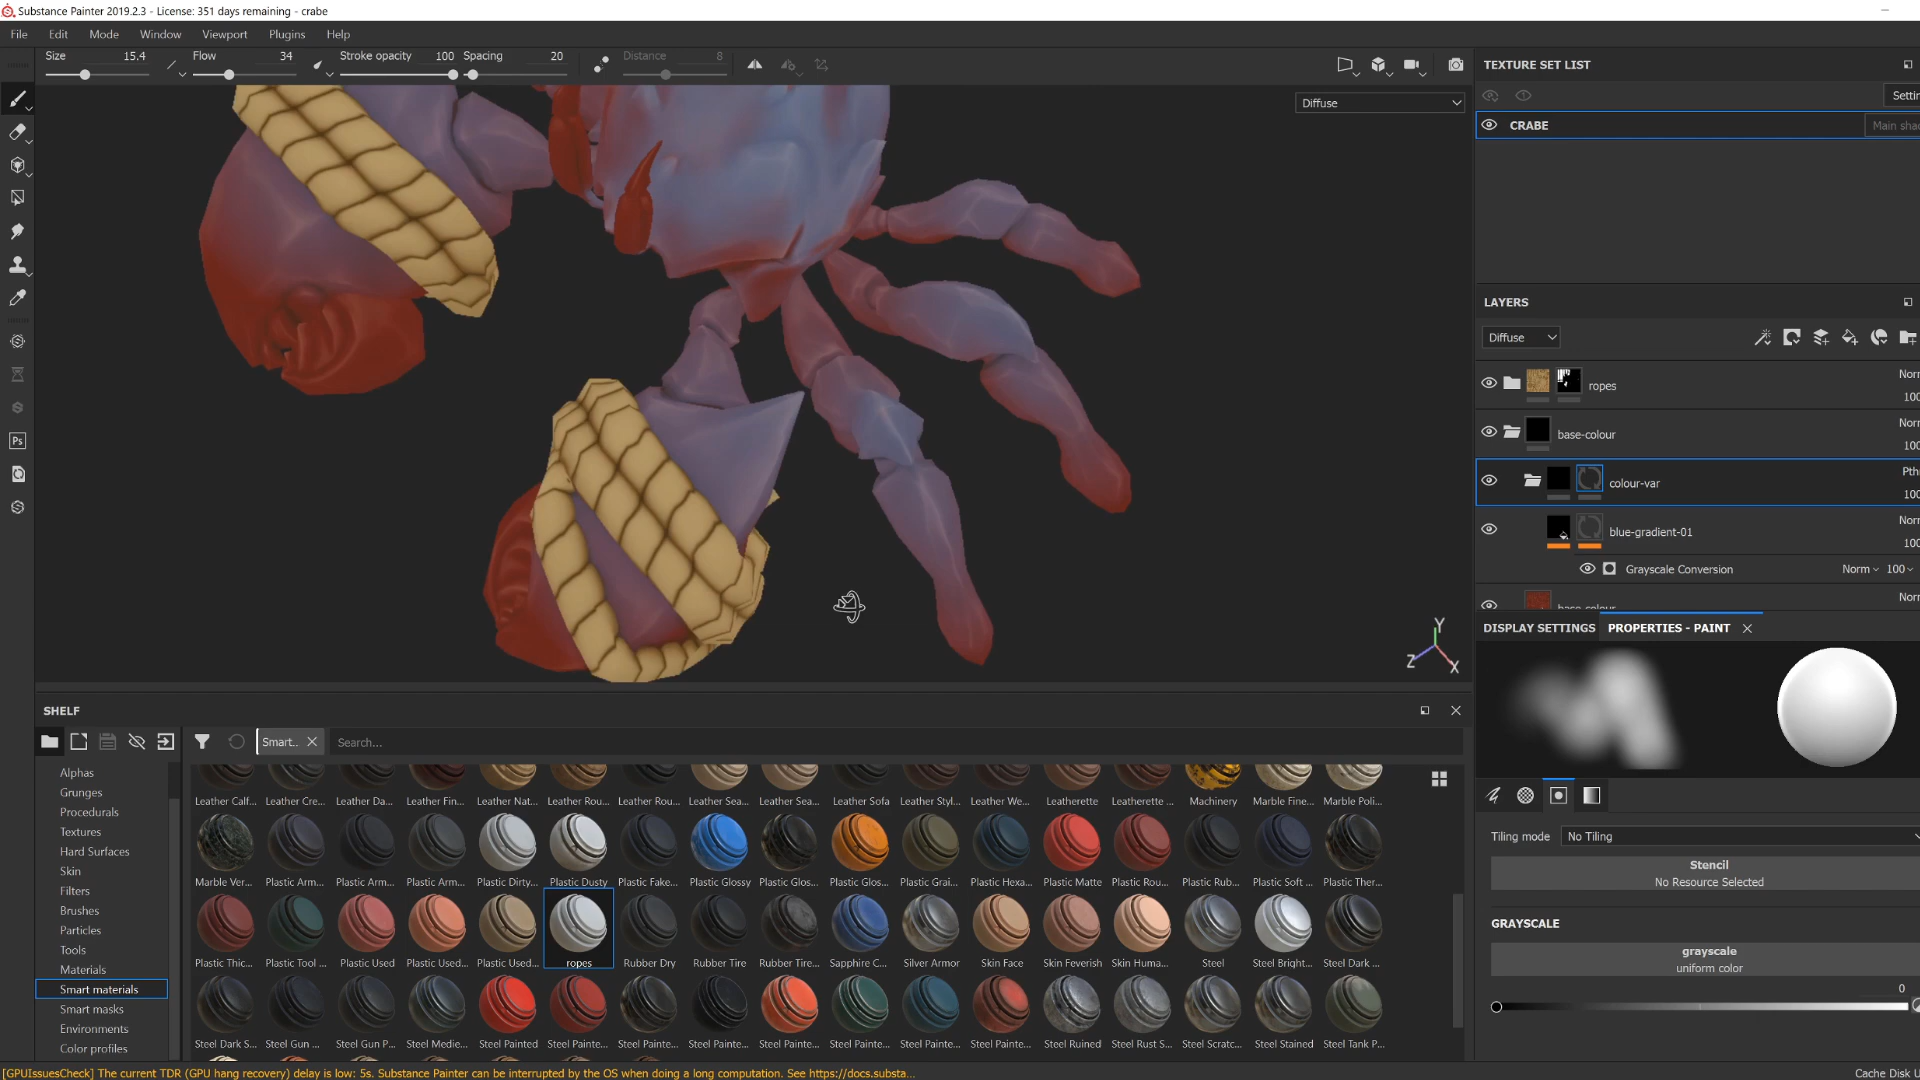 Substance Painter 2019.2.3 - License: 351 days remaining - crabe
File Edit Mode Window Viewport Plugins Help
Size 15.4 Flow 34 Stroke opacity 100 Spacing 20 Distance 8
TEXTURE SET LIST
Diffuse
CRABE
LAYERS
Diffuse
ropes
100
base-colour
100
colour-var
100
blue-gradient-01
100
Grayscale Conversion Norm 100
base-colour
Y
Z X
DISPLAY SETTINGS PROPERTIES - PAINT
Ps
SHELF
Smart.. Search...
Alphas
Grunges
Procedurals
Textures
Hard Surfaces
Skin
Filters
Brushes
Particles
Tools
Materials
Smart materials
Smart masks
Environments
Color profiles
Leather Calf... Leather Cre... Leather Da... Leather Fin... Leather Nat... Leather Rou... Leather Rou... Leather Sea... Leather Sea... Leather Sofa Leather Styl... Leather We... Leatherette Leatherette ... Machinery Marble Fine... Marble Poli...
Marble Ver... Plastic Arm... Plastic Arm... Plastic Arm... Plastic Dirty... Plastic Dusty Plastic Fake... Plastic Glossy Plastic Glos... Plastic Glos... Plastic Grai... Plastic Hexa... Plastic Matte Plastic Rou... Plastic Rub... Plastic Soft ... Plastic Ther...
Plastic Thic... Plastic Tool ... Plastic Used Plastic Used... Plastic Used... ropes Rubber Dry Rubber Tire Rubber Tire... Sapphire C... Silver Armor Skin Face Skin Feverish Skin Huma... Steel Steel Bright... Steel Dark ...
Steel Dark S... Steel Gun ... Steel Gun P... Steel Medie... Steel Painted Steel Painte... Steel Painte... Steel Painte... Steel Painte... Steel Painte... Steel Painte... Steel Painte... Steel Ruined Steel Rust S... Steel Scratc... Steel Stained Steel Tank P...
Tiling mode No Tiling
Stencil
No Resource Selected
GRAYSCALE
grayscale
uniform color
0
[GPUIssuesCheck] The current TDR (GPU hang recovery) delay is low: 5s. Substance Painter can be interrupted by the OS when doing a long computation. See https://docs.substa...
Cache Disk U